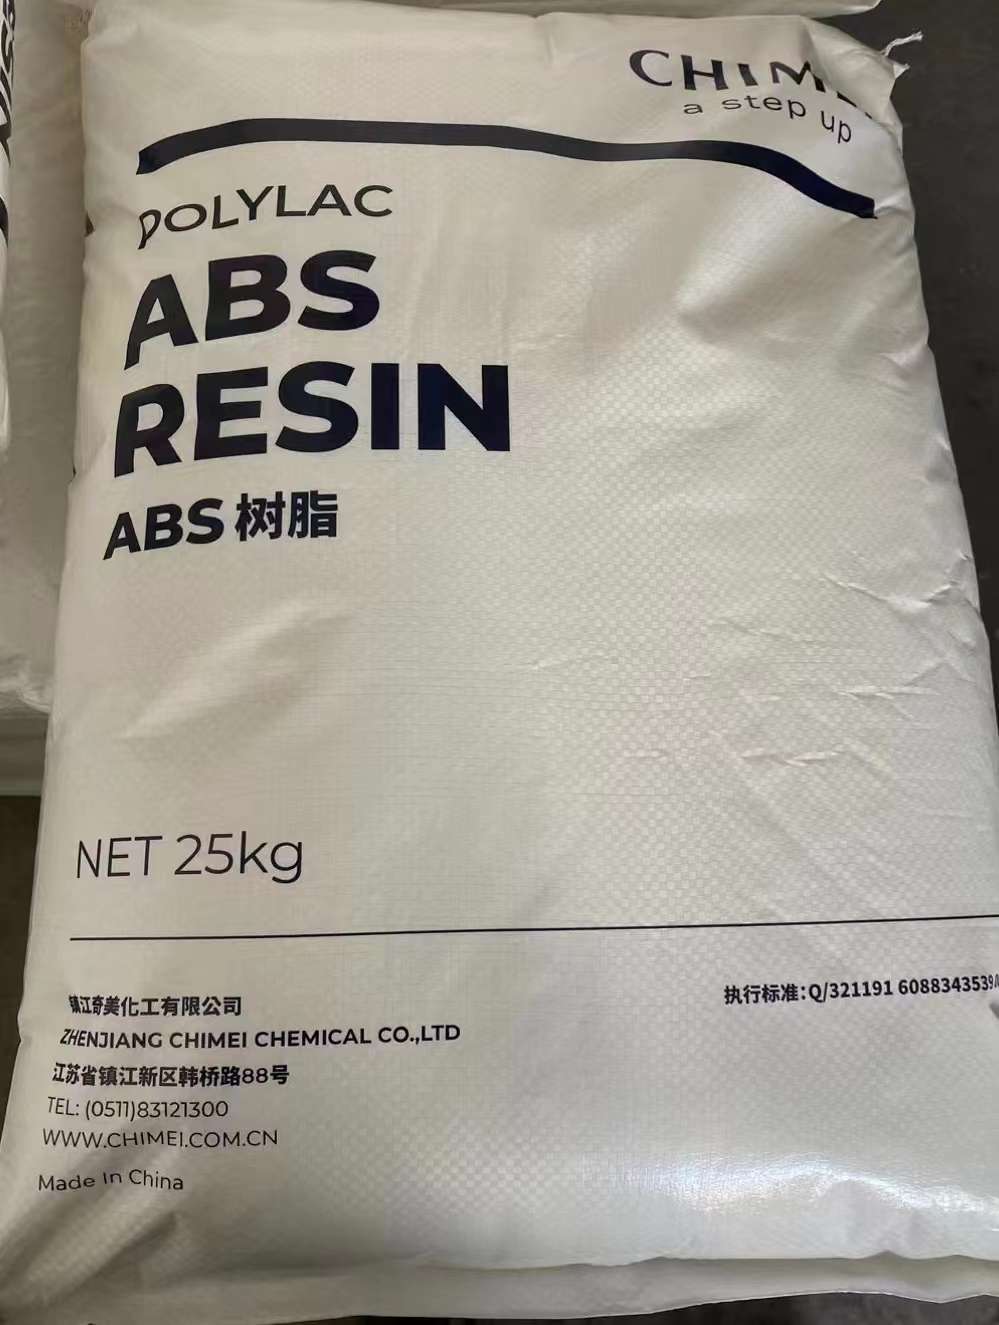 CHIM
a step up
POLYLAC
ABS
RESIN
ABS 树脂
NET 25kg
镇江奇美化工有限公司
执行标准：Q/321191 6088343539
ZHENJIANG CHIMEI CHEMICAL CO.,LTD
江苏省镇江新区韩桥路88号
TEL: (0511)83121300
WWW.CHIMEI.COM.CN
Made In China